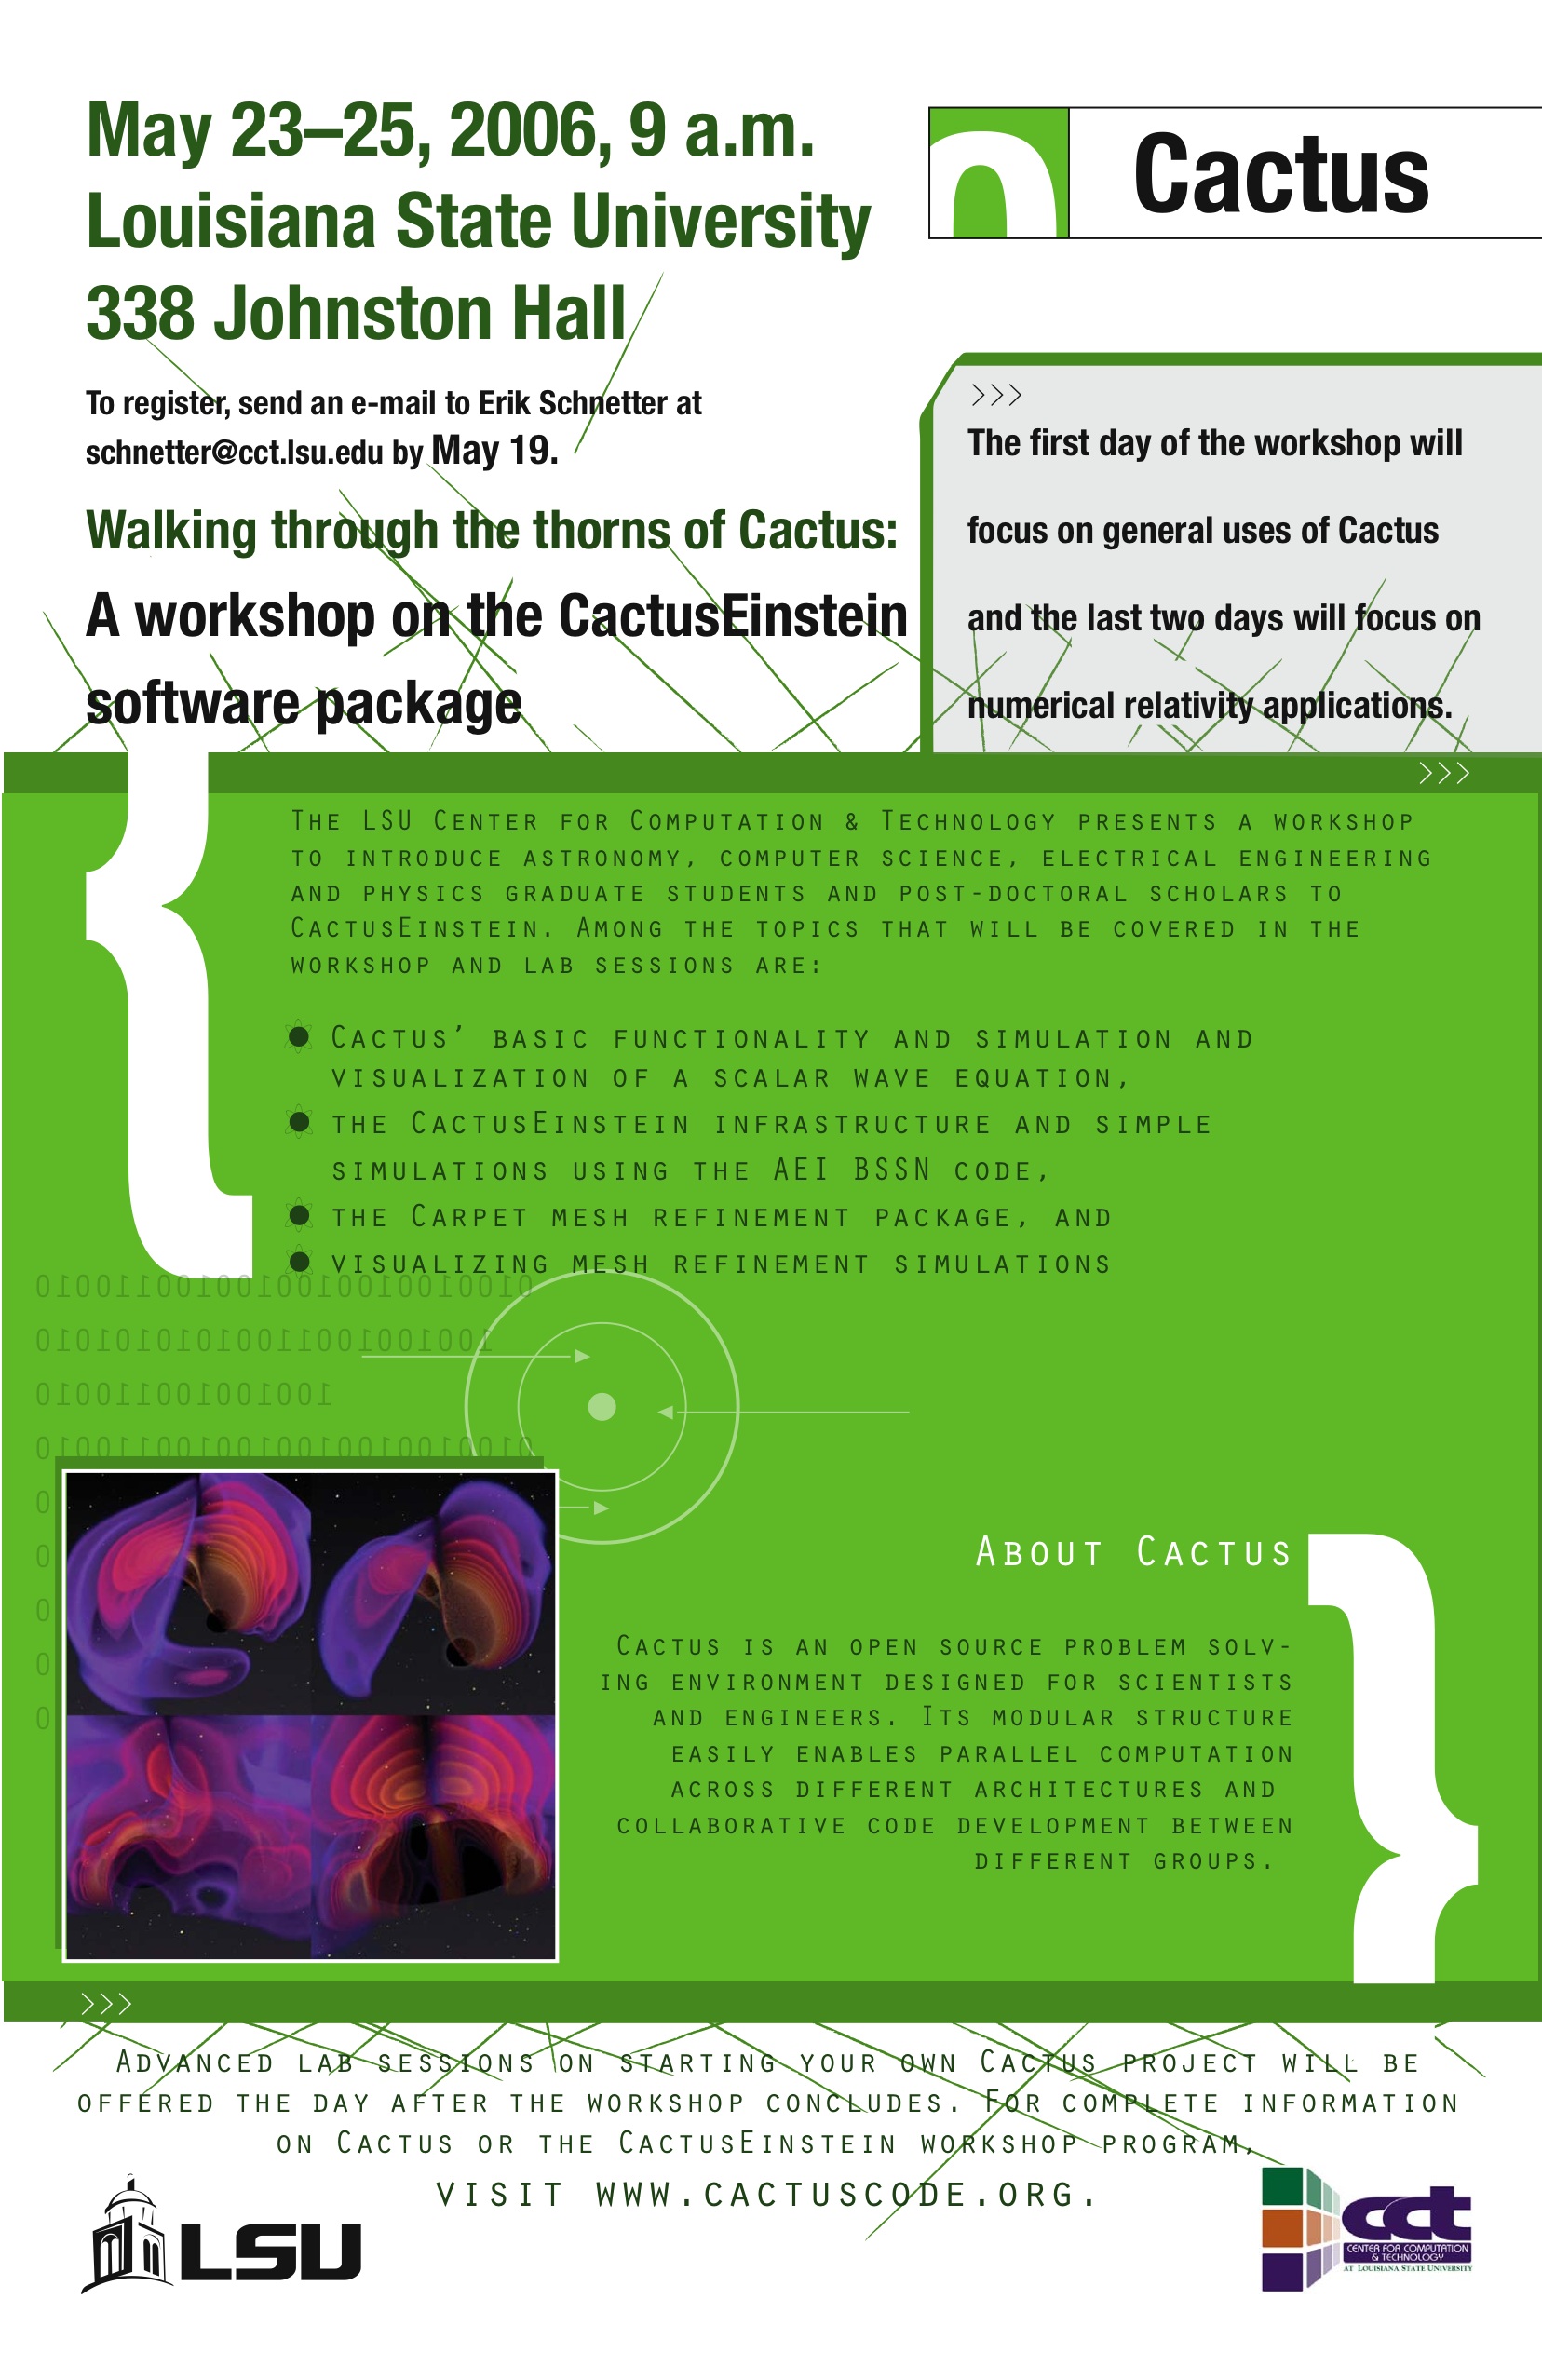 May 23–25, 2006, 9 a.m.
Louisiana State University
338 Johnston Hall
To register, send an e-mail to Erik Schnetter at
schnetter@cct.lsu.edu by May 19.
Walking through the thorns of Cactus:
A workshop on the CactusEinstein
software package
Cactus
>>>
The first day of the workshop will
focus on general uses of Cactus
and the last two days will focus on
numerical relativity applications.
>>>
The LSU Center for Computation & Technology presents a workshop
to introduce astronomy, computer science, electrical engineering
and physics graduate students and post-doctoral scholars to
CactusEinstein. Among the topics that will be covered in the
workshop and lab sessions are:
Cactus’ basic functionality and simulation and
visualization of a scalar wave equation,
the CactusEinstein infrastructure and simple
simulations using the AEI BSSN code,
the Carpet mesh refinement package, and
visualizing mesh refinement simulations
About Cactus
Cactus is an open source problem solv-
ing environment designed for scientists
and engineers. Its modular structure
easily enables parallel computation
across different architectures and
collaborative code development between
different groups.
>>>
Advanced lab sessions on starting your own Cactus project will be
offered the day after the workshop concludes. For complete information
on Cactus or the CactusEinstein workshop program,
visit www.cactuscode.org.
LSU
cct
CENTER FOR COMPUTATION
& TECHNOLOGY
AT LOUISIANA STATE UNIVERSITY